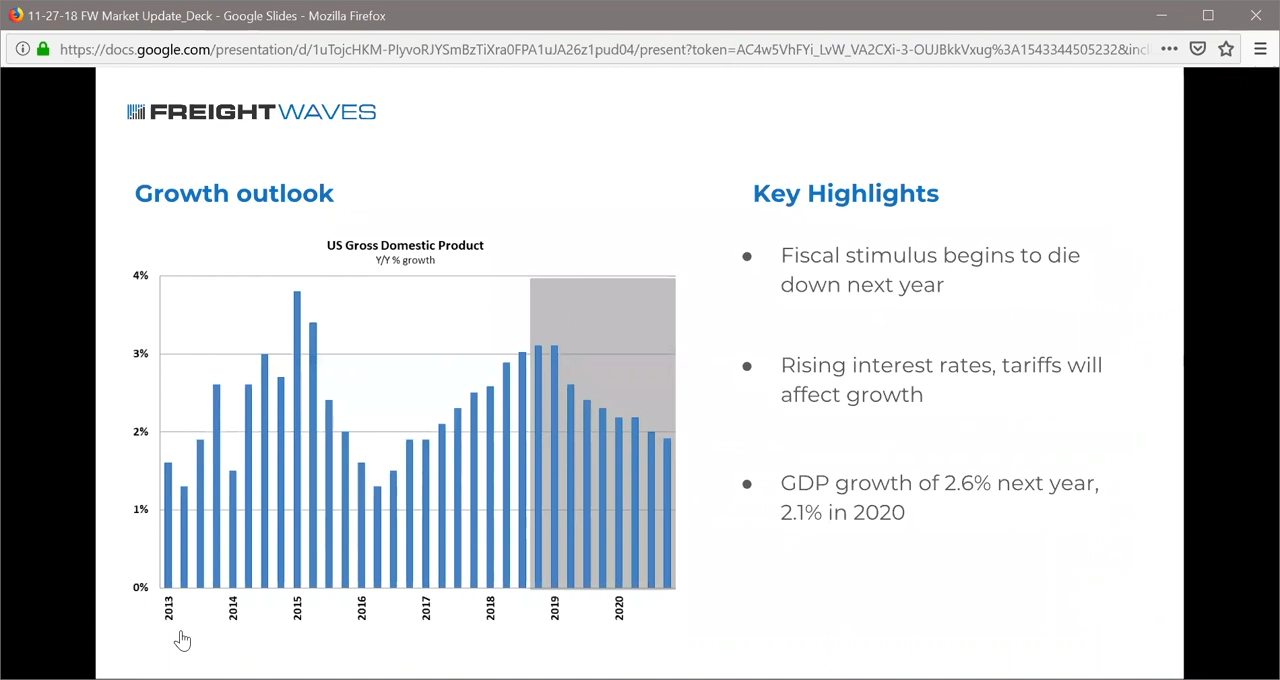 11-27-18 FW Market Update_Deck - Google Slides - Mozilla Firefox
https://docs.google.com/presentation/d/1uTojcHKM-PIyvoRJYSmBzTiXra0FPA1uJA26z1pud04/present?token=AC4w5VhFYi_LvW_VA2CXi-3-OUJBkkVxug%3A1543344505232&incl
FREIGHTWAVES
Growth outlook
US Gross Domestic Product
Y/Y % growth
4%
3%
2%
1%
0%
2013 2014 2015 2016 2017 2018 2019 2020
Key Highlights
● Fiscal stimulus begins to die
down next year
● Rising interest rates, tariffs will
affect growth
● GDP growth of 2.6% next year,
2.1% in 2020